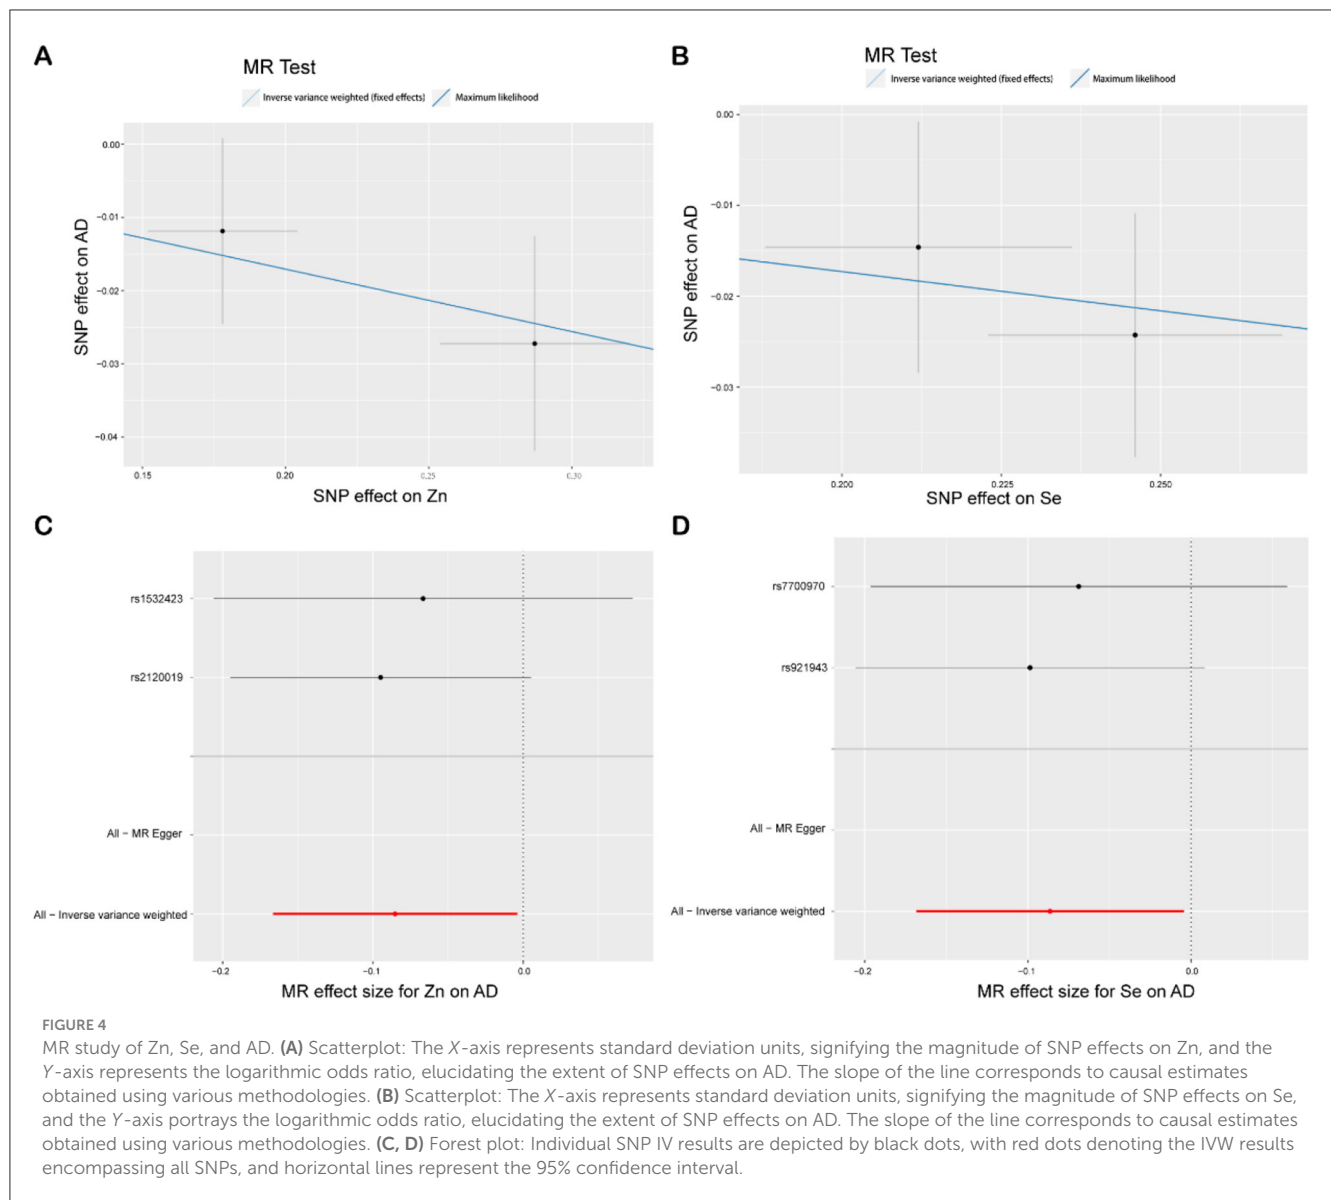 A
MR Test
Inverse variance weighted (fixed effects)
Maximum likelihood
0.00
−0.01
−0.02
−0.03
−0.04
SNP effect on AD
0.15
0.20
0.25
0.30
SNP effect on Zn
B
MR Test
Inverse variance weighted (fixed effects)
Maximum likelihood
0.00
−0.01
−0.02
−0.03
SNP effect on AD
0.200
0.225
0.250
SNP effect on Se
C
rs1532423
rs2120019
All − MR Egger
All − Inverse variance weighted
−0.2
−0.1
0.0
MR effect size for Zn on AD
D
rs7700970
rs921943
All − MR Egger
All − Inverse variance weighted
−0.2
−0.1
0.0
MR effect size for Se on AD
FIGURE 4
MR study of Zn, Se, and AD. (A) Scatterplot: The X-axis represents standard deviation units, signifying the magnitude of SNP effects on Zn, and the
Y-axis represents the logarithmic odds ratio, elucidating the extent of SNP effects on AD. The slope of the line corresponds to causal estimates
obtained using various methodologies. (B) Scatterplot: The X-axis represents standard deviation units, signifying the magnitude of SNP effects on Se,
and the Y-axis portrays the logarithmic odds ratio, elucidating the extent of SNP effects on AD. The slope of the line corresponds to causal estimates
obtained using various methodologies. (C, D) Forest plot: Individual SNP IV results are depicted by black dots, with red dots denoting the IVW results
encompassing all SNPs, and horizontal lines represent the 95% confidence interval.